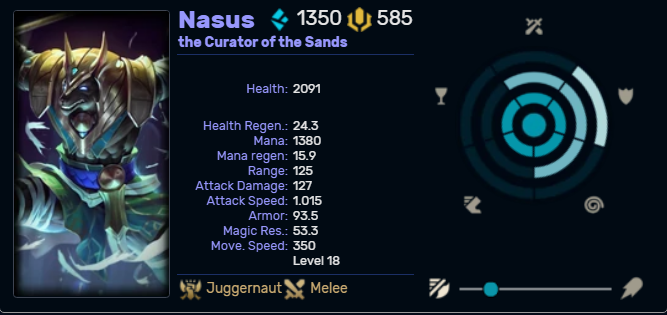 Nasus 1350 585
the Curator of the Sands
Health: 2091
Health Regen.: 24.3
Mana: 1380
Mana regen: 15.9
Range: 125
Attack Damage: 127
Attack Speed: 1.015
Armor: 93.5
Magic Res.: 53.3
Move. Speed: 350
Level 18
Juggernaut Melee